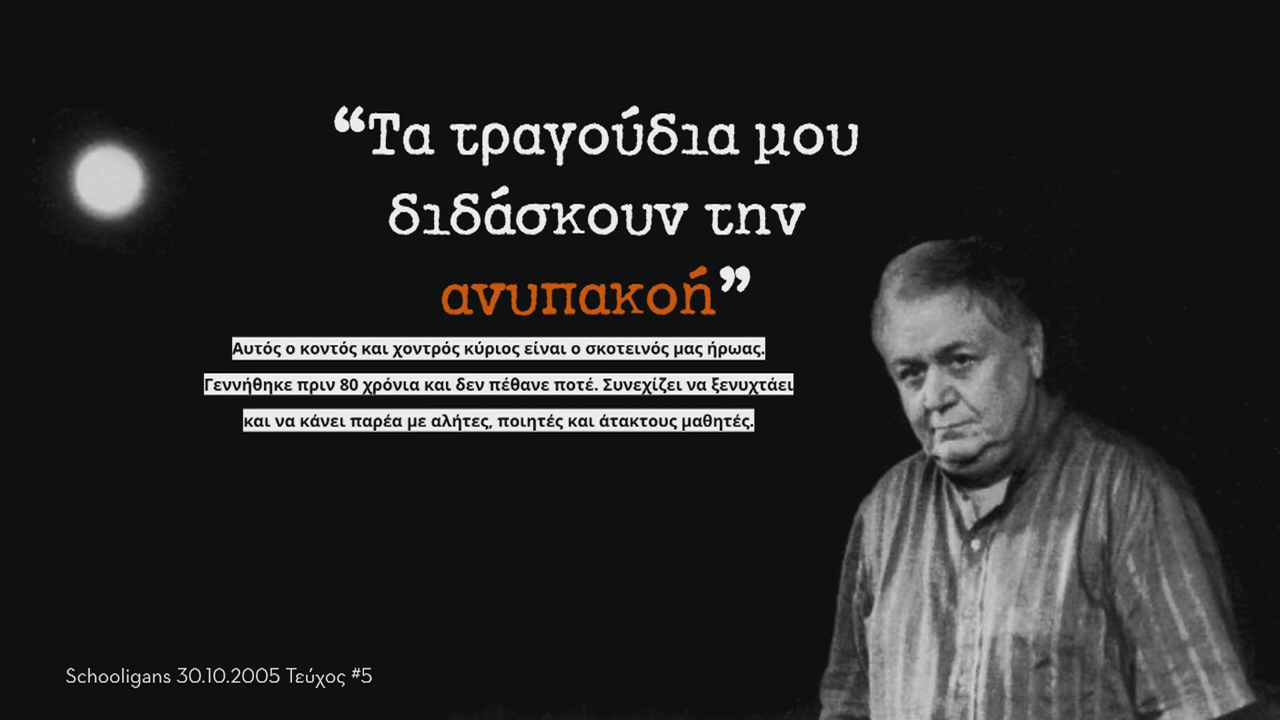 “Τα τραγούδια μου
διδάσκουν την
ανυπακοή”
Αυτός ο κοντός και χοντρός κύριος είναι ο σκοτεινός μας ήρωας.
Γεννήθηκε πριν 80 χρόνια και δεν πέθανε ποτέ. Συνεχίζει να ξενυχτάει
και να κάνει παρέα με αλήτες, ποιητές και άτακτους μαθητές.
Schooligans 30.10.2005 Τεύχος #5